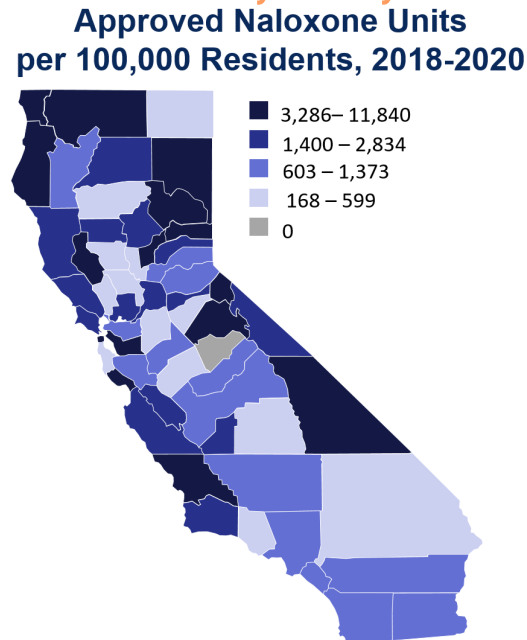 Approved Naloxone Units
per 100,000 Residents, 2018-2020
3,286– 11,840
1,400 – 2,834
603 – 1,373
168 – 599
0